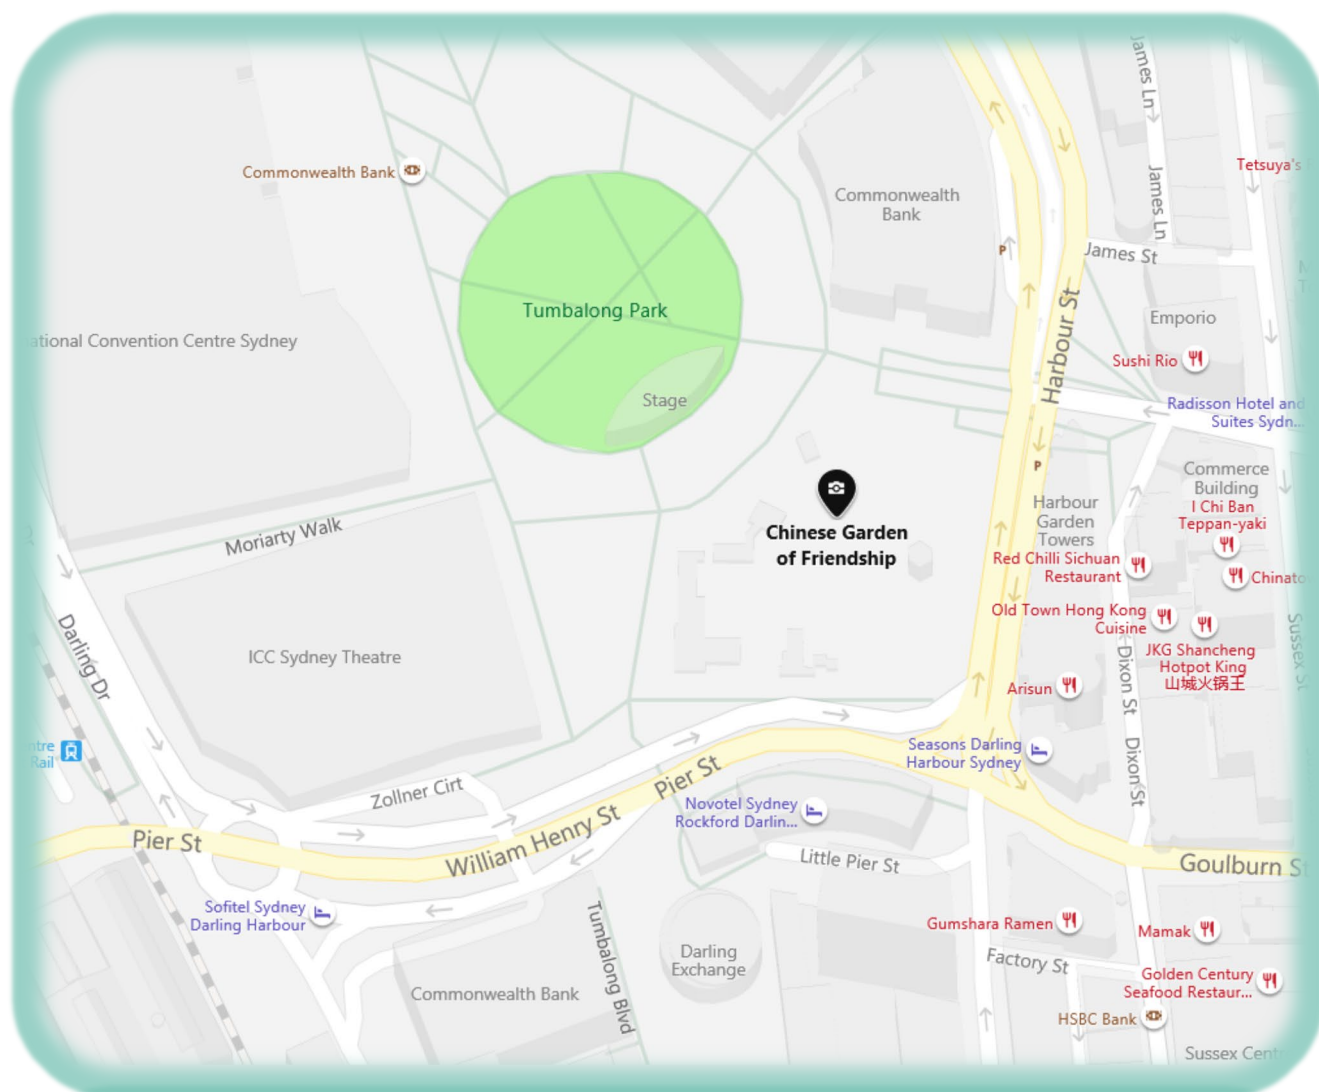 James Ln
Commonwealth Bank
Tetsuya's
James Ln
Commonwealth
Bank
P
James St
Tumbalong Park
Harbour St
Emporio
ational Convention Centre Sydney
Sushi Rio
Stage
Radisson Hotel and
Suites Sydn...
P
Commerce
Building
Moriarty Walk
Chinese Garden
of Friendship
Harbour
Garden
Towers
I Chi Ban
Teppan-yaki
Red Chilli Sichuan
Restaurant
Chinato
Old Town Hong Kong
Cuisine
JKG Shancheng
Hotpot King
山城火锅王
Sussex St
Darling Dr
ICC Sydney Theatre
Dixon St
Arisun
ntre
Rail
Seasons Darling
Harbour Sydney
Dixon St
Zollner Cirt
Pier St
Novotel Sydney
Rockford Darlin...
Pier St
William Henry St
Little Pier St
Goulburn St
Sofitel Sydney
Darling Harbour
Tumbalong Blvd
Gumshara Ramen
Mamak
Darling
Exchange
Factory St
Golden Century
Seafood Restaur...
Commonwealth Bank
HSBC Bank
Sussex Cent